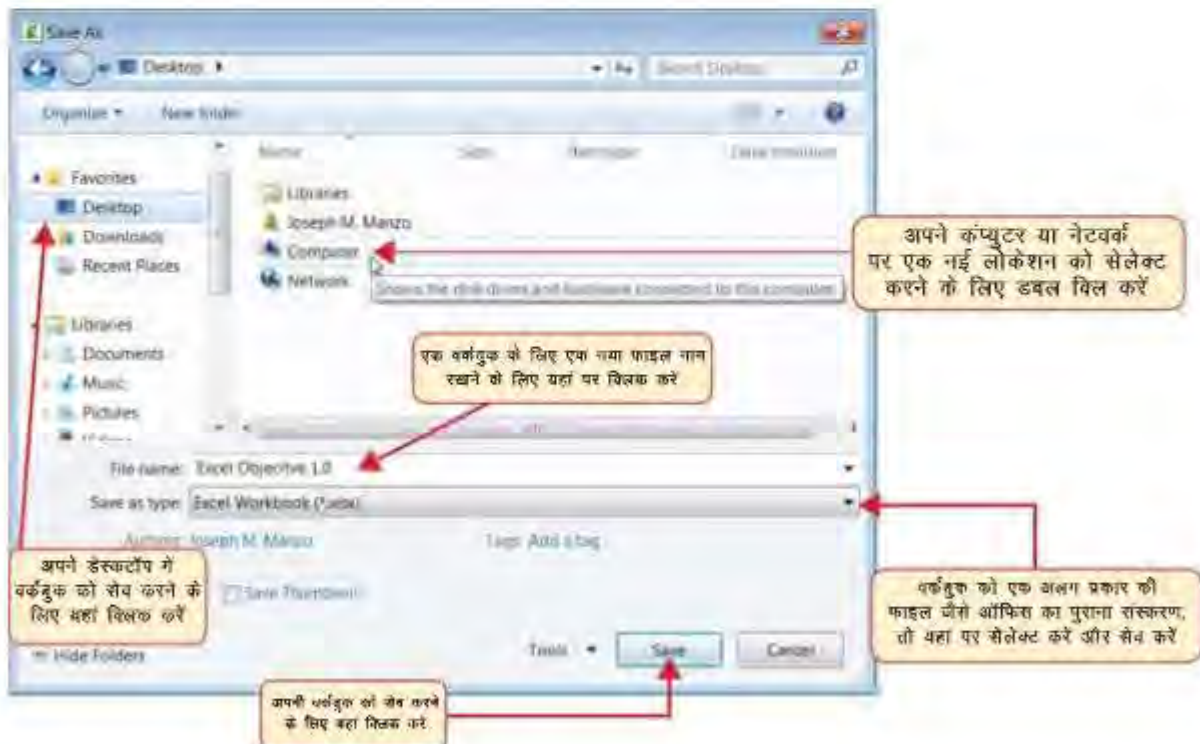 Save As
Desktop
Search Desktop
Organize New folder
Name Size Item type Date modified
Favorites
Desktop
Downloads
Recent Places
Libraries
Documents
Music
Pictures
Libraries
Joseph M. Manzo
Computer
Network
Shows the disk drives and hardware connected to this computer
अपने कंप्युटर या नेटवर्क
पर एक नई लोकेशन को सेलेक्ट
करने के लिए डबल क्लि करें
एक वर्कबुक के लिए एक नया फाइल नाम
रखने के लिए यहां पर क्लिक करें
File name: Excel Objective 1.0
Save as type: Excel Workbook (*.xlsx)
Authors: Joseph M. Manzo Tags: Add a tag
अपने डेस्कटॉप में
वर्कबुक को सेव करने के
लिए यहां क्लिक करें
Save Thumbnail
वर्कबुक को एक अलग प्रकार की
फाइल जैसे ऑफिस का पुराना संस्करण,
तो यहां पर सेलेक्ट करें और सेव करें
Hide Folders
Tools Save Cancel
अपनी वर्कबुक को सेव करने
के लिए यहां क्लिक करें